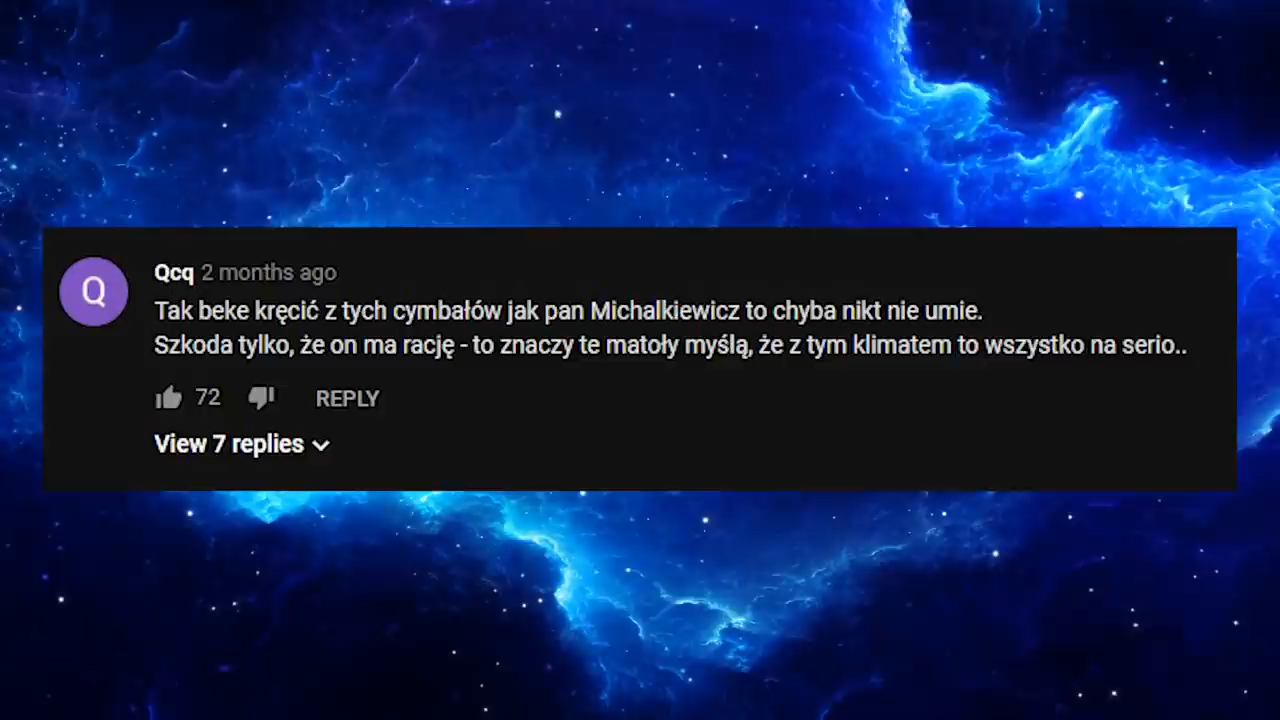 Q
Qcq 2 months ago
Tak beke kręcić z tych cymbałów jak pan Michalkiewicz to chyba nikt nie umie.
Szkoda tylko, że on ma rację - to znaczy te matoły myślą, że z tym klimatem to wszystko na serio..
72 REPLY
View 7 replies